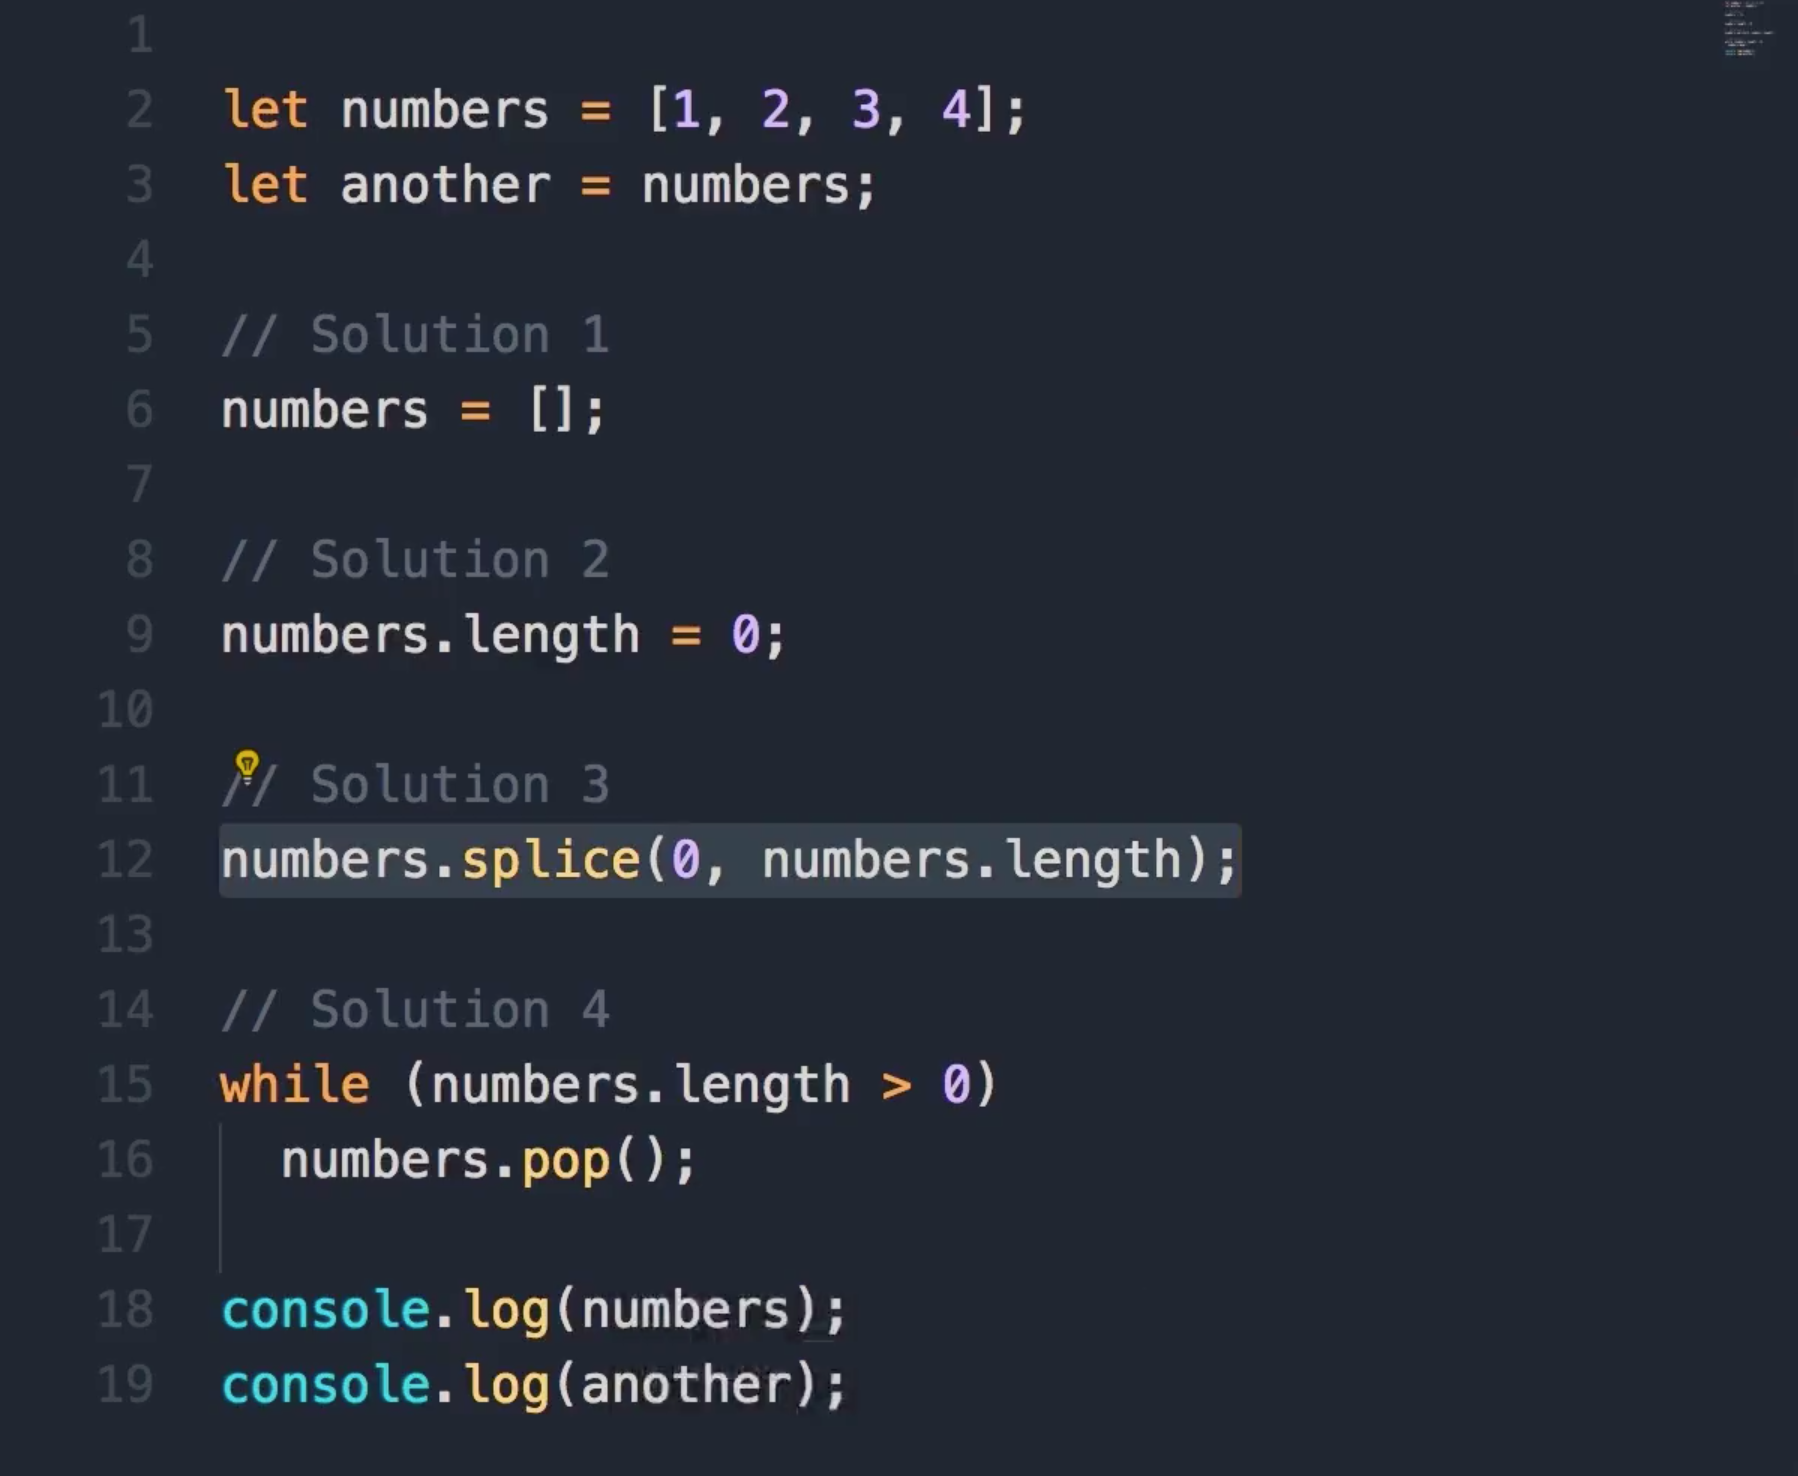 1
2 let numbers = [1, 2, 3, 4];
3 let another = numbers;
4
5 // Solution 1
6 numbers = [];
7
8 // Solution 2
9 numbers.length = 0;
10
11 // Solution 3
12 numbers.splice(0, numbers.length);
13
14 // Solution 4
15 while (numbers.length > 0)
16   numbers.pop();
17
18 console.log(numbers);
19 console.log(another);